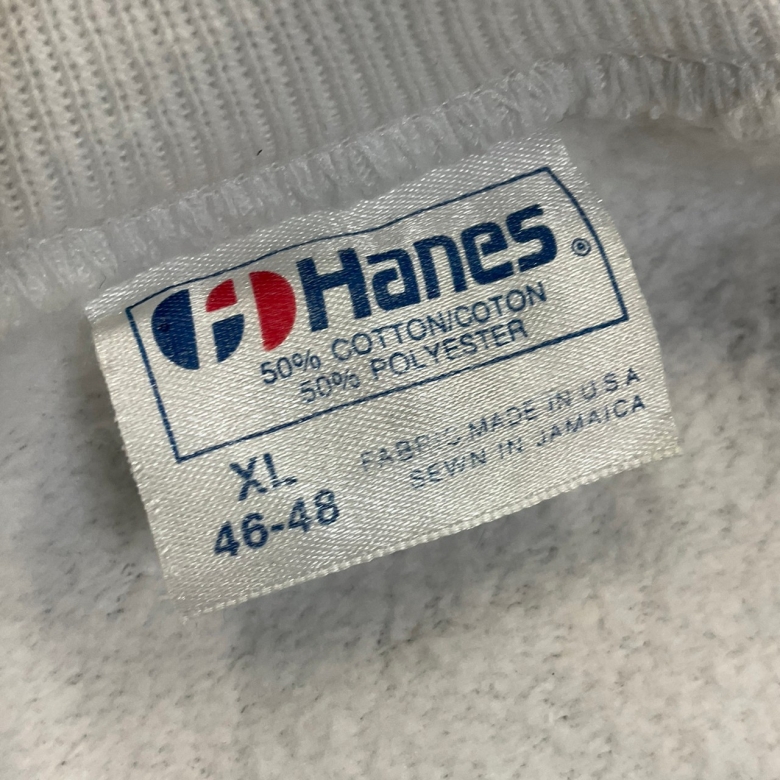 Hanes®
50% COTTON/COTON
50% POLYESTER
XL
46-48
FABRIC MADE IN U.S.A
SEWN IN JAMAICA